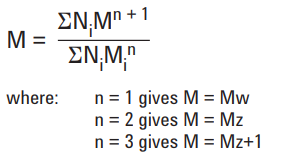 M = ΣNᵢMⁿ ⁺ ¹ / ΣNᵢMᵢⁿ
where: n = 1 gives M = Mw
n = 2 gives M = Mz
n = 3 gives M = Mz+1